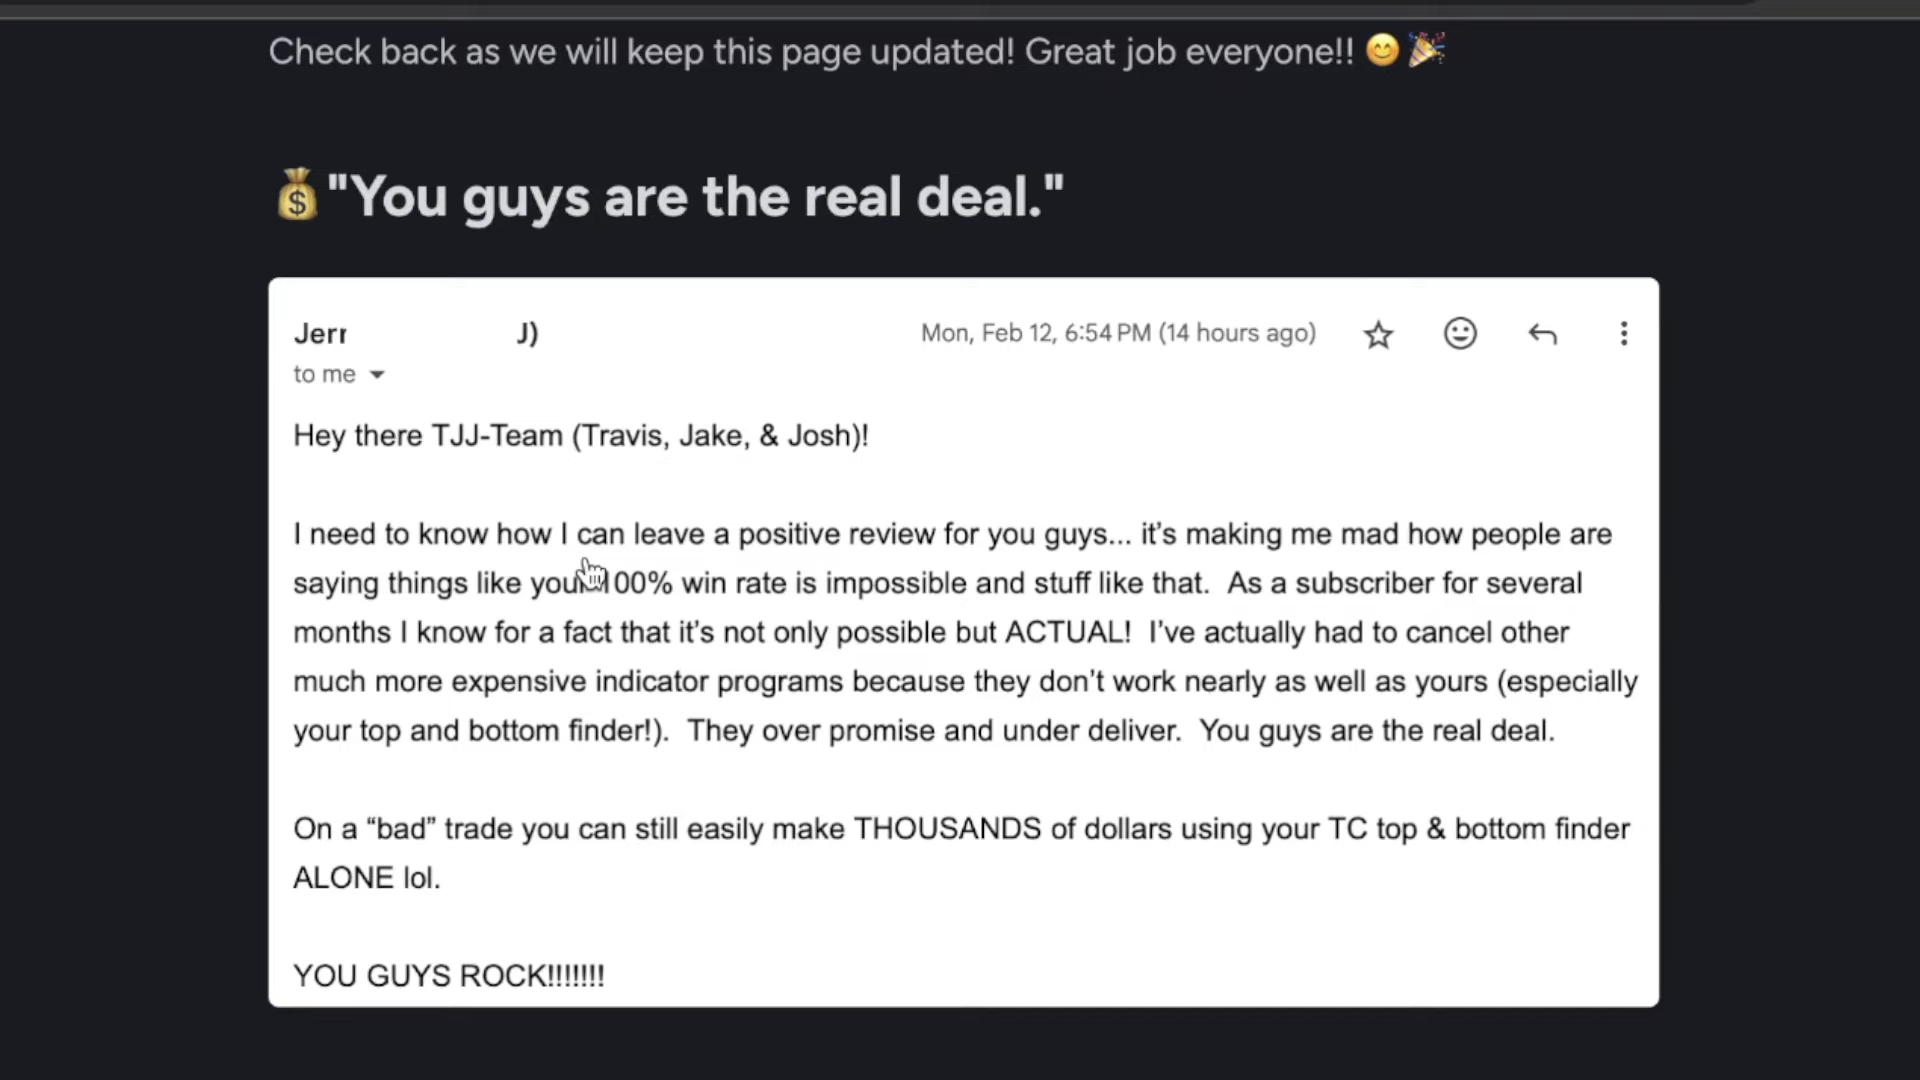 Check back as we will keep this page updated! Great job everyone!! 😊 🎉
💰"You guys are the real deal."
Jerr J)
Mon, Feb 12, 6:54 PM (14 hours ago)
to me
Hey there TJJ-Team (Travis, Jake, & Josh)!
I need to know how I can leave a positive review for you guys... it's making me mad how people are
saying things like your 100% win rate is impossible and stuff like that.  As a subscriber for several
months I know for a fact that it's not only possible but ACTUAL!  I've actually had to cancel other
much more expensive indicator programs because they don't work nearly as well as yours (especially
your top and bottom finder!).  They over promise and under deliver.  You guys are the real deal.
On a “bad” trade you can still easily make THOUSANDS of dollars using your TC top & bottom finder
ALONE lol.
YOU GUYS ROCK!!!!!!!